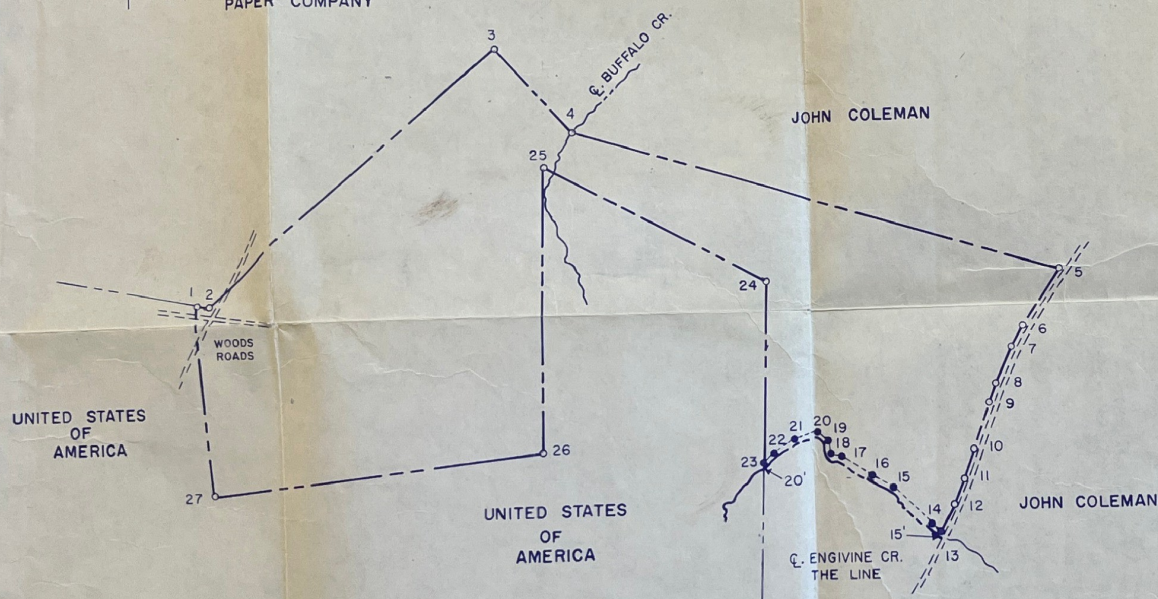 PAPER COMPANY
3
℄ BUFFALO CR.
4
JOHN COLEMAN
25
5
24
1 2
6
WOODS
ROADS
7
8
9
UNITED STATES
OF
AMERICA
20
21
19
22
18
17
10
26
23
20'
16
15
11
27
12
JOHN COLEMAN
UNITED STATES
OF
AMERICA
14
15'
13
℄ ENGIVINE CR.
THE LINE